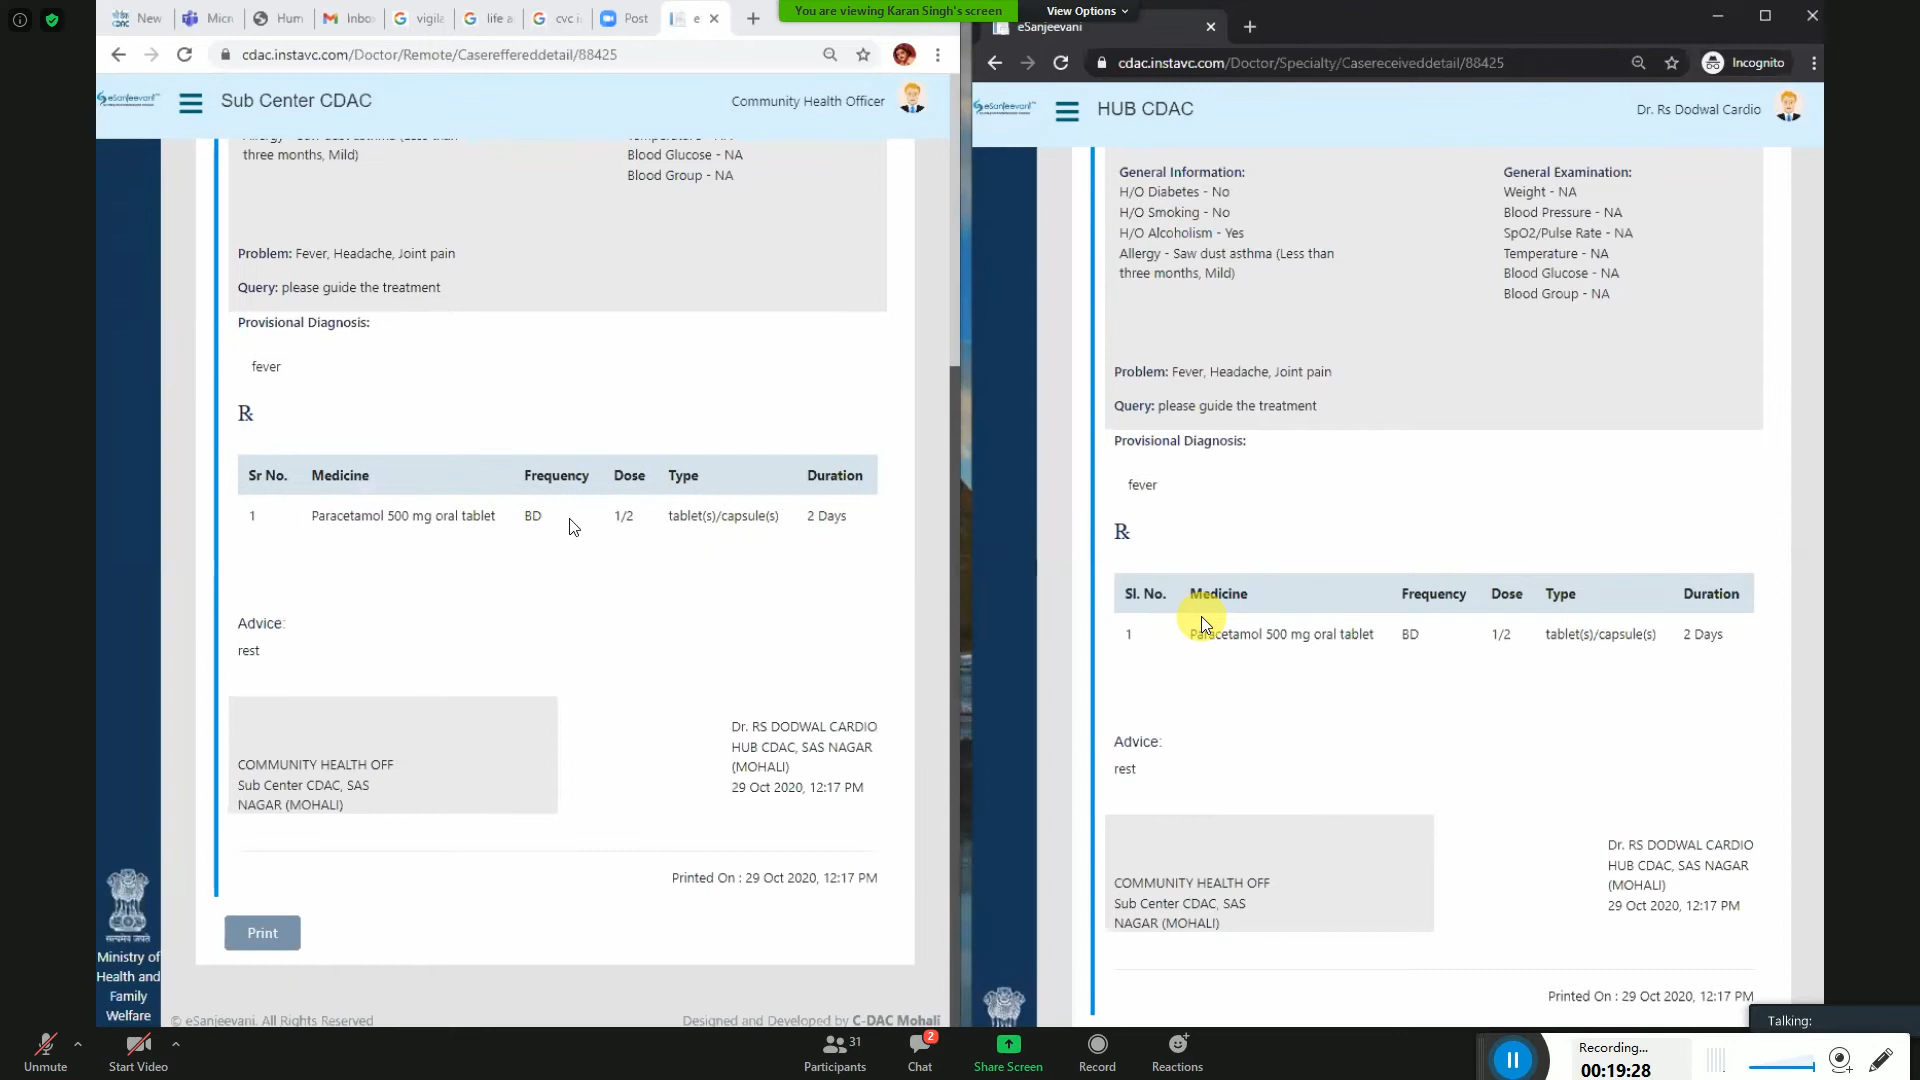 You are viewing Karan Singh's screen
View Options
New
Micr
Hum
Inbo
vigila
life a
cvc i
Post
e
cdac.instavc.com/Doctor/Remote/Casereffereddetail/88425
eSanjeevani
Sub Center CDAC
Community Health Officer
three months, Mild)
Blood Glucose - NA
Blood Group - NA
Problem: Fever, Headache, Joint pain
Query: please guide the treatment
Provisional Diagnosis:
fever
℞
Sr No. Medicine Frequency Dose Type Duration
1 Paracetamol 500 mg oral tablet BD 1/2 tablet(s)/capsule(s) 2 Days
Advice:
rest
COMMUNITY HEALTH OFF
Sub Center CDAC, SAS
NAGAR (MOHALI)
Dr. RS DODWAL CARDIO
HUB CDAC, SAS NAGAR
(MOHALI)
29 Oct 2020, 12:17 PM
Printed On : 29 Oct 2020, 12:17 PM
Print
सत्यमेव जयते
Ministry of
Health and
Family
Welfare
© eSanjeevani. All Rights Reserved
Designed and Developed by C-DAC Mohali
eSanjeevani
cdac.instavc.com/Doctor/Specialty/Casereceiveddetail/88425
Incognito
eSanjeevani
HUB CDAC
Dr. Rs Dodwal Cardio
General Information:
H/O Diabetes - No
H/O Smoking - No
H/O Alcoholism - Yes
Allergy - Saw dust asthma (Less than
three months, Mild)
General Examination:
Weight - NA
Blood Pressure - NA
SpO2/Pulse Rate - NA
Temperature - NA
Blood Glucose - NA
Blood Group - NA
Problem: Fever, Headache, Joint pain
Query: please guide the treatment
Provisional Diagnosis:
fever
℞
Sl. No. Medicine Frequency Dose Type Duration
1 Paracetamol 500 mg oral tablet BD 1/2 tablet(s)/capsule(s) 2 Days
Advice:
rest
COMMUNITY HEALTH OFF
Sub Center CDAC, SAS
NAGAR (MOHALI)
Dr. RS DODWAL CARDIO
HUB CDAC, SAS NAGAR
(MOHALI)
29 Oct 2020, 12:17 PM
Printed On : 29 Oct 2020, 12:17 PM
Talking:
Unmute
Start Video
31
Participants
2
Chat
Share Screen
Record
Reactions
Recording...
00:19:28